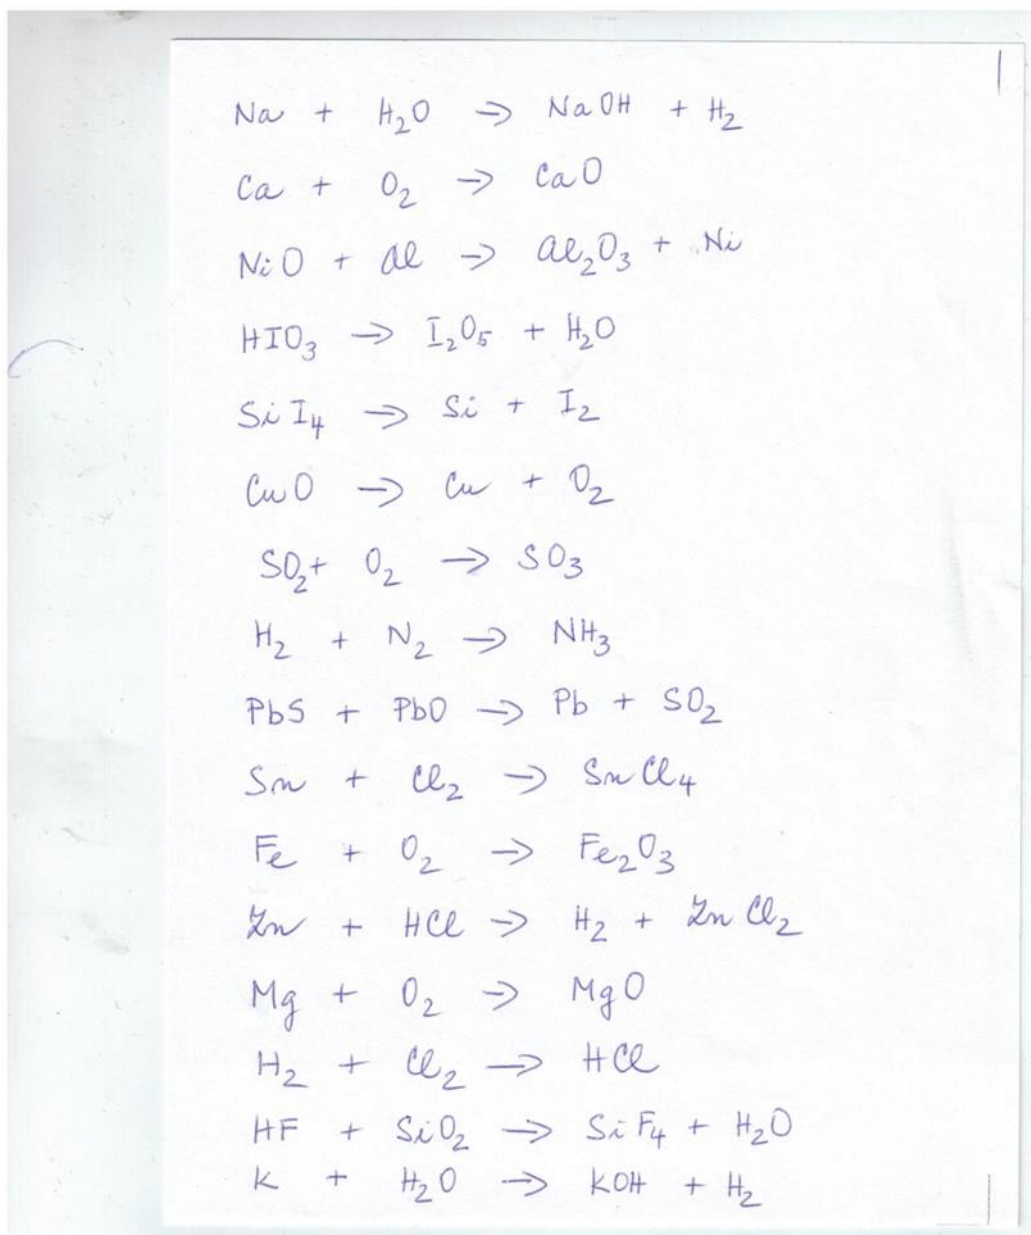 Na + H₂O → NaOH + H₂
Ca + O₂ → CaO
NiO + Al → Al₂O₃ + Ni
HIO₃ → I₂O₅ + H₂O
SiI₄ → Si + I₂
CuO → Cu + O₂
SO₂ + O₂ → SO₃
H₂ + N₂ → NH₃
PbS + PbO → Pb + SO₂
Sn + Cl₂ → SnCl₄
Fe + O₂ → Fe₂O₃
Zn + HCl → H₂ + ZnCl₂
Mg + O₂ → MgO
H₂ + Cl₂ → HCl
HF + SiO₂ → SiF₄ + H₂O
K + H₂O → KOH + H₂